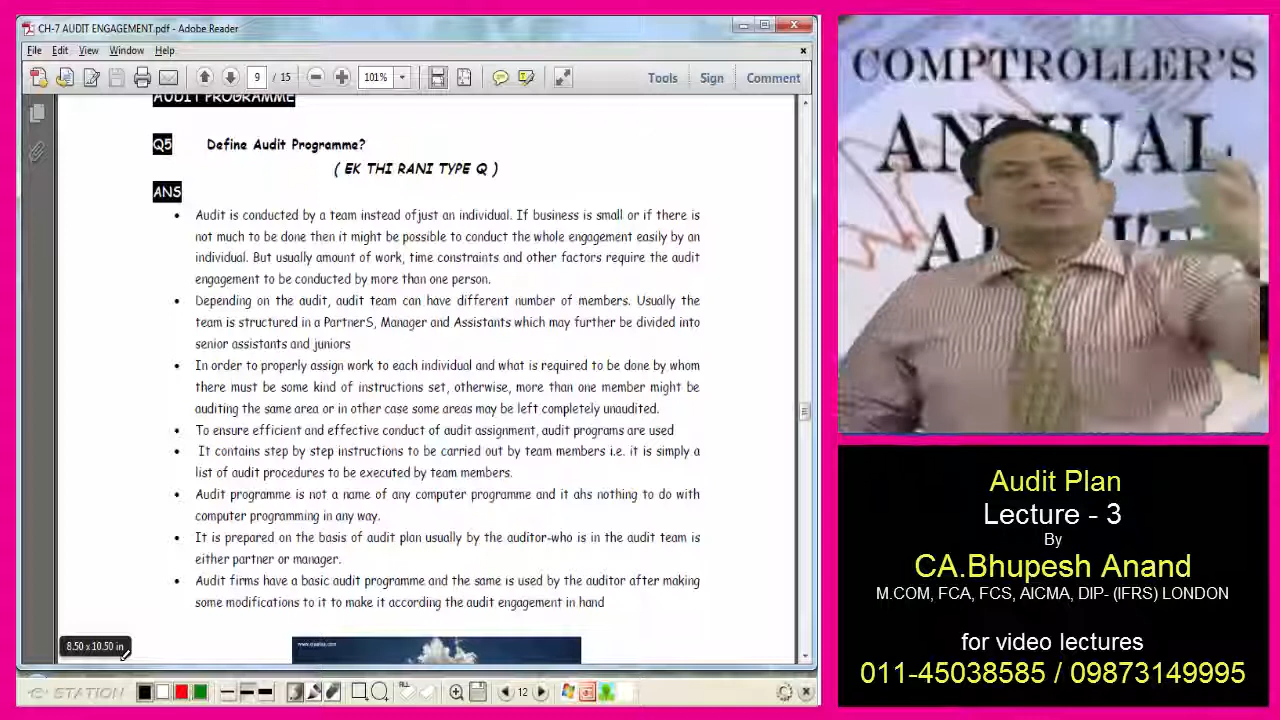 CH-7 AUDIT ENGAGEMENT.pdf - Adobe Reader
File Edit View Window Help
9 / 15 101% Tools Sign Comment
AUDIT PROGRAMME
Q5 Define Audit Programme?
( EK THI RANI TYPE Q )
ANS
• Audit is conducted by a team instead of just an individual. If business is small or if there is
not much to be done then it might be possible to conduct the whole engagement easily by an
individual. But usually amount of work, time constraints and other factors require the audit
engagement to be conducted by more than one person.
• Depending on the audit, audit team can have different number of members. Usually the
team is structured in a PartnerS, Manager and Assistants which may further be divided into
senior assistants and juniors
• In order to properly assign work to each individual and what is required to be done by whom
there must be some kind of instructions set, otherwise, more than one member might be
auditing the same area or in other case some areas may be left completely unaudited.
• To ensure efficient and effective conduct of audit assignment, audit programs are used
• It contains step by step instructions to be carried out by team members i.e. it is simply a
list of audit procedures to be executed by team members.
• Audit programme is not a name of any computer programme and it ahs nothing to do with
computer programming in any way.
• It is prepared on the basis of audit plan usually by the auditor-who is in the audit team is
either partner or manager.
• Audit firms have a basic audit programme and the same is used by the auditor after making
some modifications to it to make it according the audit engagement in hand
8.50 x 10.50 in
STATION
12
COMPTROLLER'S
ANNUAL
Audit Plan
Lecture - 3
By
CA.Bhupesh Anand
M.COM, FCA, FCS, AICMA, DIP- (IFRS) LONDON
for video lectures
011-45038585 / 09873149995